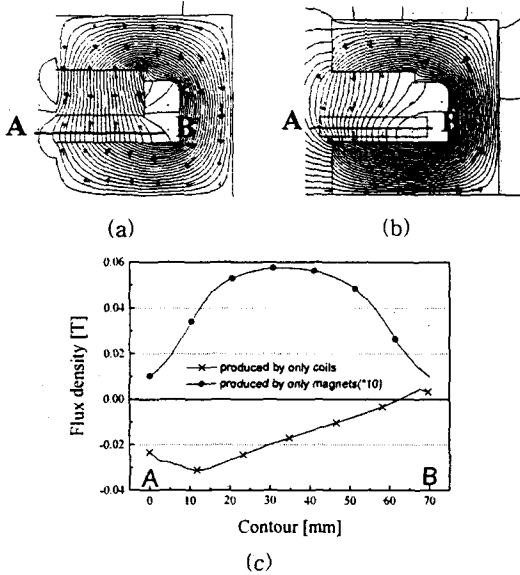 A
B
(a)
A
B
(b)
Flux density [T]
0.06
0.04
0.02
0.00
-0.02
-0.04
produced by only coils
produced by only magnets(*10)
A
B
0 10 20 30 40 50 60 70
Contour [mm]
(c)